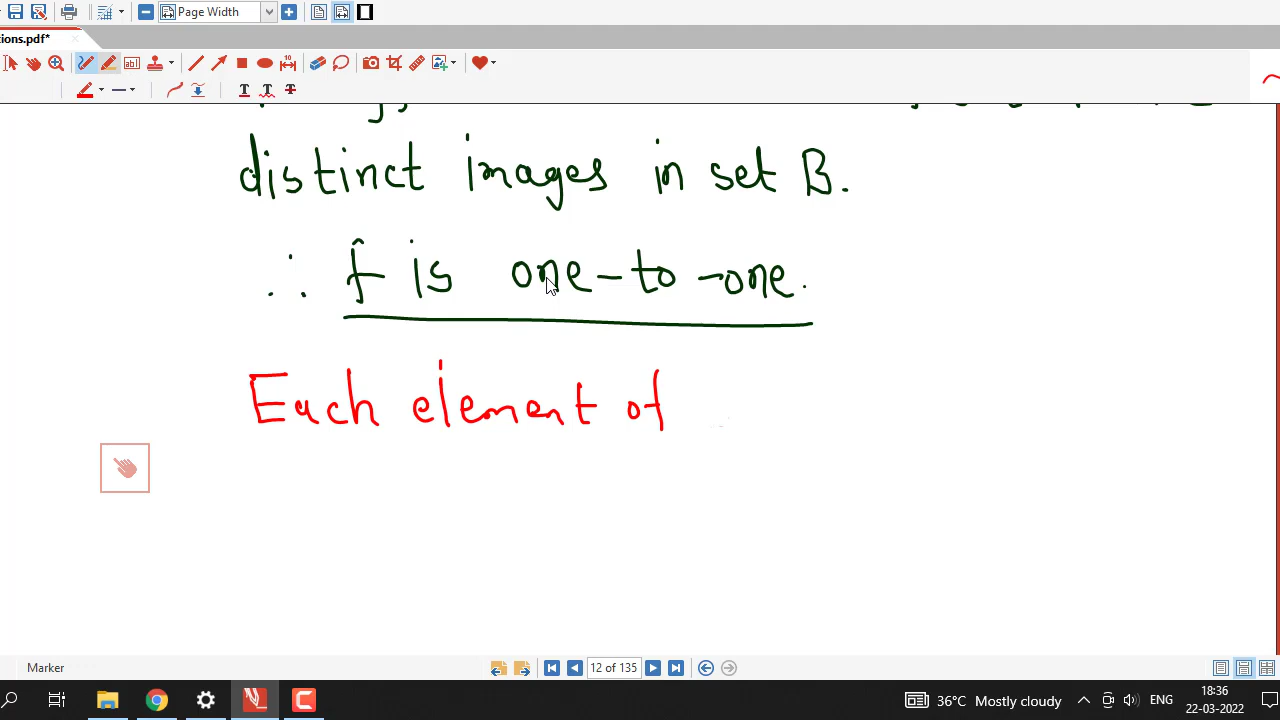 Page Width
ions.pdf*
distinct images in set B.
∴ f is one-to-one.
Each element of
Marker
12 of 135
36°C Mostly cloudy
ENG
18:36
22-03-2022